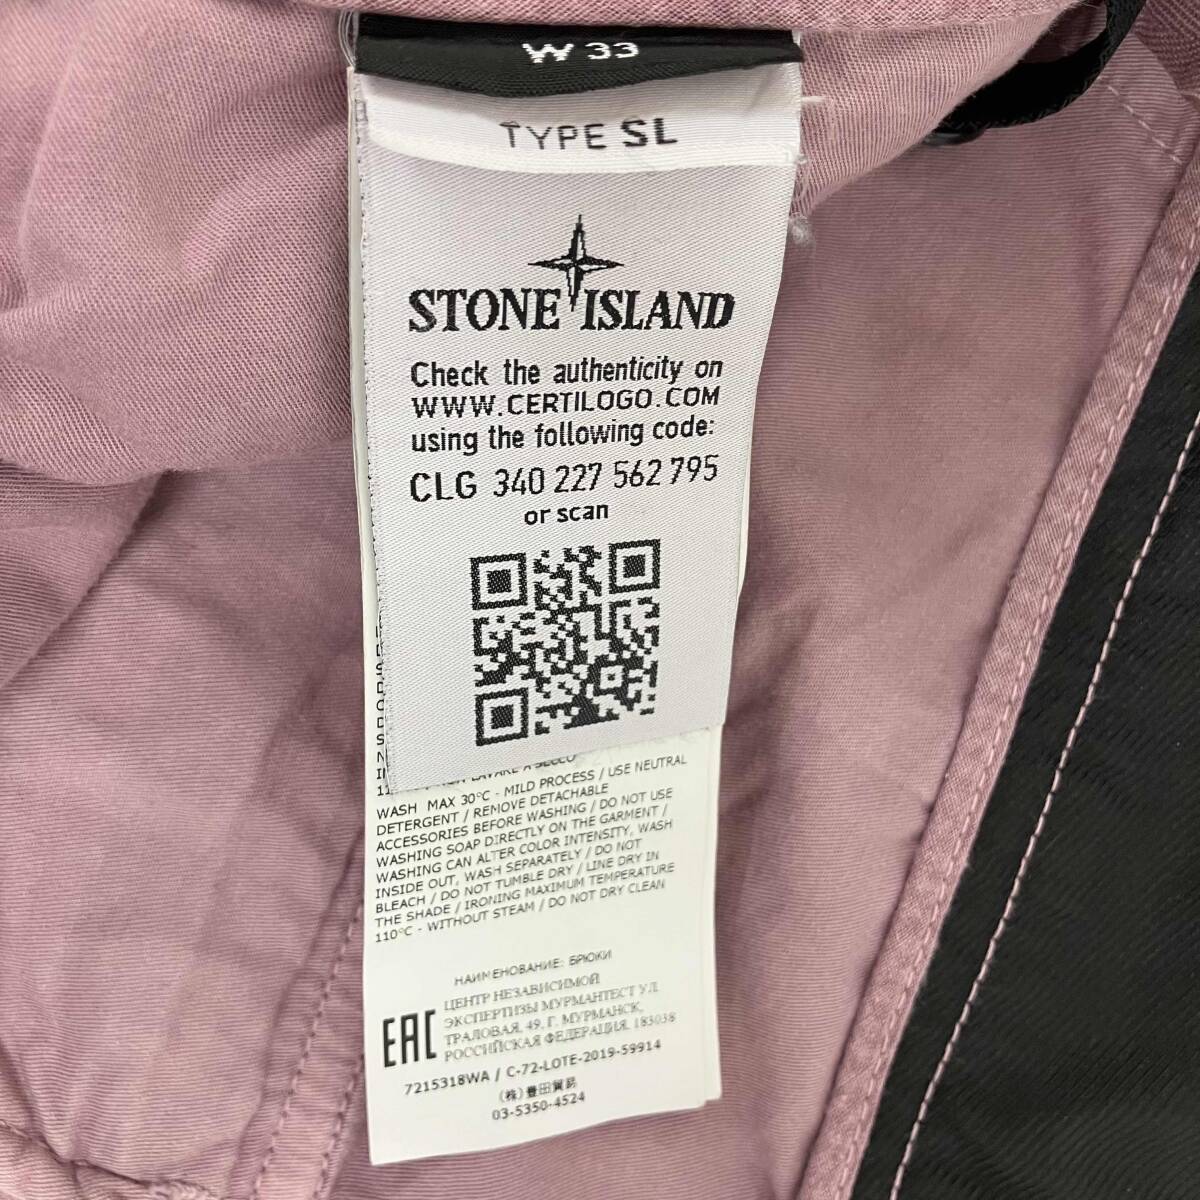 W 33
TYPE SL
STONE ISLAND
Check the authenticity on
WWW.CERTILOGO.COM
using the following code:
CLG 340 227 562 795
or scan
LAVARE A SECCO
WASH MAX 30°C - MILD PROCESS / USE NEUTRAL
DETERGENT / REMOVE DETACHABLE
ACCESSORIES BEFORE WASHING / DO NOT USE
WASHING SOAP DIRECTLY ON THE GARMENT /
WASHING CAN ALTER COLOR INTENSITY, WASH
INSIDE OUT, WASH SEPARATELY / DO NOT
BLEACH / DO NOT TUMBLE DRY / LINE DRY IN
THE SHADE / IRONING MAXIMUM TEMPERATURE
110°C - WITHOUT STEAM / DO NOT DRY CLEAN
НАИМЕНОВАНИЕ: БРЮКИ
EAC
ЦЕНТР НЕЗАВИСИМОЙ
ЭКСПЕРТИЗЫ МУРМАНТЕСТ УЛ.
ТРАЛОВАЯ, 49, Г. МУРМАНСК,
РОССИЙСКАЯ ФЕДЕРАЦИЯ, 183038
7215318WA / C-72-LOTE-2019-59914
(株)豊田貿易
03-5350-4524